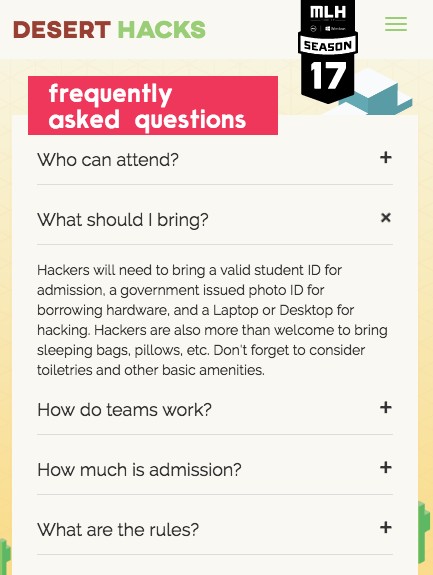 DESERT HACKS
MLH
SEASON
17
frequently
asked questions
Who can attend? +
What should I bring? ×
Hackers will need to bring a valid student ID for
admission, a government issued photo ID for
borrowing hardware, and a Laptop or Desktop for
hacking. Hackers are also more than welcome to bring
sleeping bags, pillows, etc. Don't forget to consider
toiletries and other basic amenities.
How do teams work? +
How much is admission? +
What are the rules? +